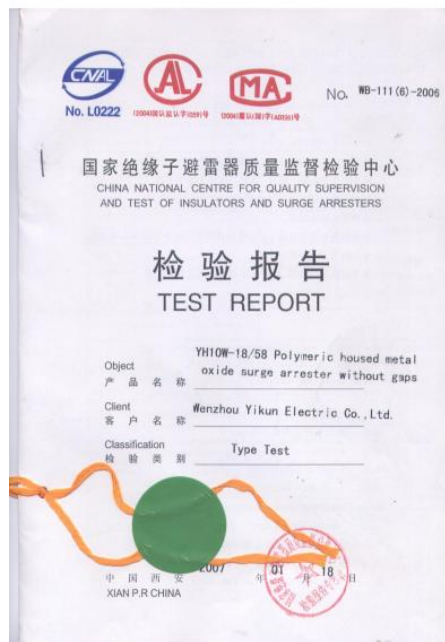 CNAL
No. L0222
AL
MA
No. WB-111(6)-2006
国家绝缘子避雷器质量监督检验中心
CHINA NATIONAL CENTRE FOR QUALITY SUPERVISION
AND TEST OF INSULATORS AND SURGE ARRESTERS
检验报告
TEST REPORT
Object
产品名称
YH10W-18/58 Polymeric housed metal
oxide surge arrester without gaps
Client
客户名称
Wenzhou Yikun Electric Co.,Ltd.
Classification
检验类别
Type Test
中国西安
2007 年 01 月 18 日
XIAN P.R CHINA